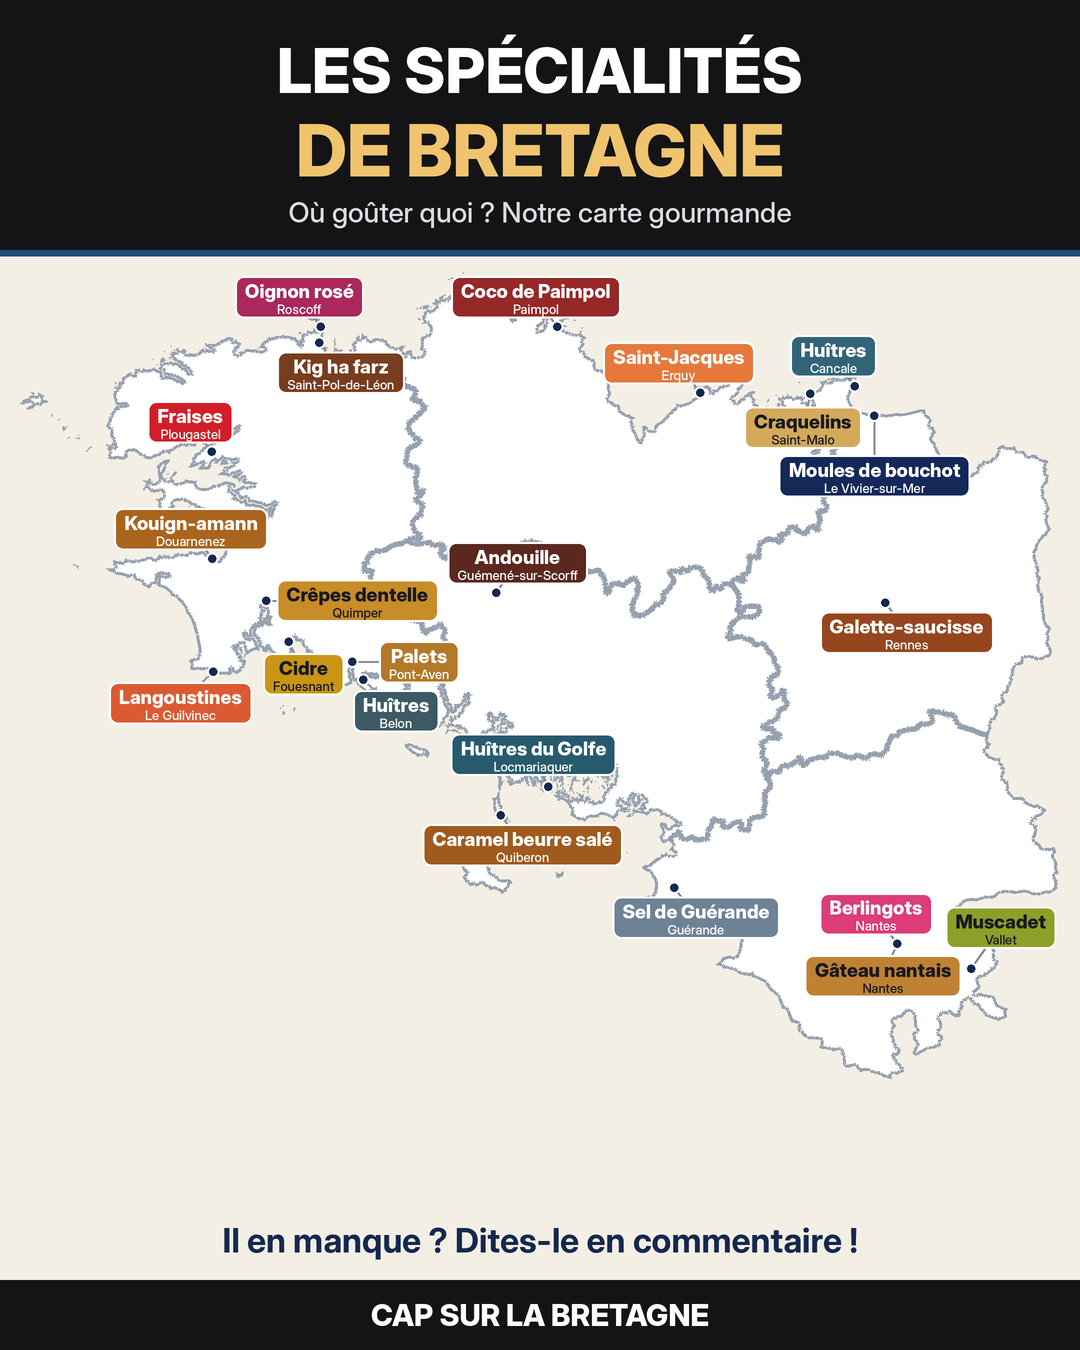 LES SPÉCIALITÉS
DE BRETAGNE
Où goûter quoi ? Notre carte gourmande
Oignon rosé
Roscoff
Coco de Paimpol
Paimpol
Saint-Jacques
Erquy
Huîtres
Cancale
Kig ha farz
Saint-Pol-de-Léon
Fraises
Plougastel
Craquelins
Saint-Malo
Moules de bouchot
Le Vivier-sur-Mer
Kouign-amann
Douarnenez
Andouille
Guémené-sur-Scorff
Crêpes dentelle
Quimper
Galette-saucisse
Rennes
Cidre
Fouesnant
Palets
Pont-Aven
Langoustines
Le Guilvinec
Huîtres
Belon
Huîtres du Golfe
Locmariaquer
Caramel beurre salé
Quiberon
Sel de Guérande
Guérande
Berlingots
Nantes
Muscadet
Vallet
Gâteau nantais
Nantes
Il en manque ? Dites-le en commentaire !
CAP SUR LA BRETAGNE